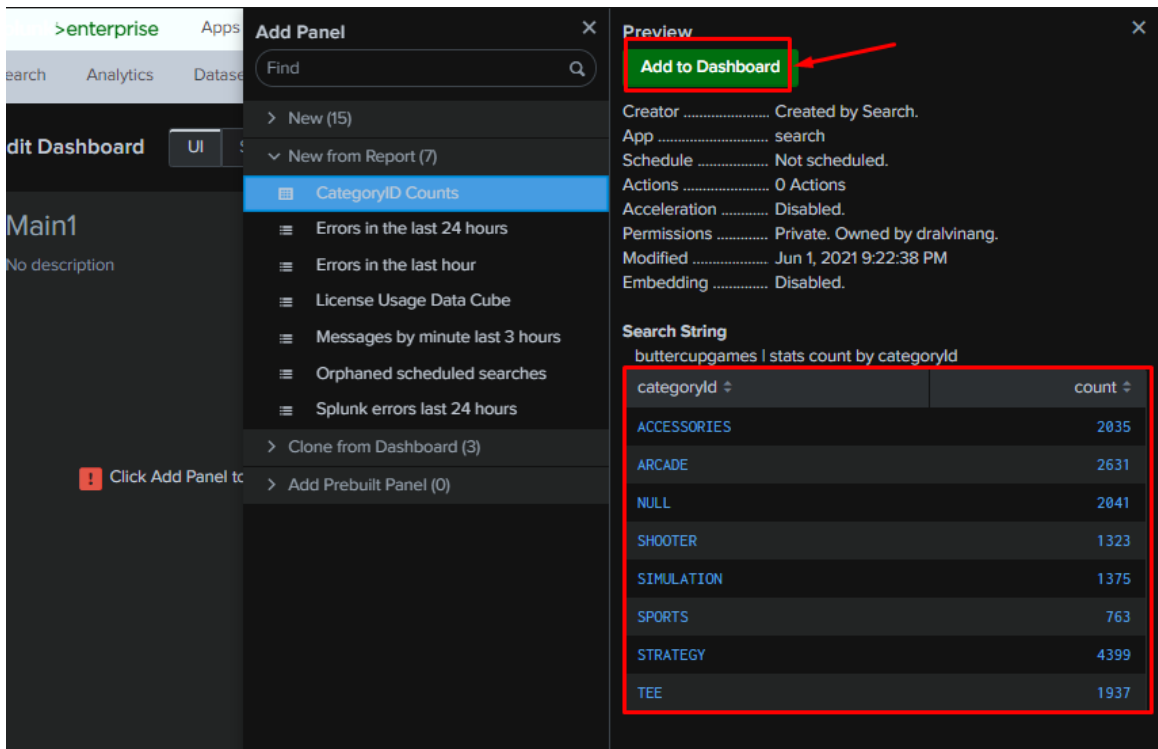 >enterprise Apps
earch Analytics Datase
dit Dashboard UI
Main1
No description
! Click Add Panel to
Add Panel
Find
New (15)
New from Report (7)
CategoryID Counts
Errors in the last 24 hours
Errors in the last hour
License Usage Data Cube
Messages by minute last 3 hours
Orphaned scheduled searches
Splunk errors last 24 hours
Clone from Dashboard (3)
Add Prebuilt Panel (0)
Preview
Add to Dashboard
Creator ....................... Created by Search.
App ............................. search
Schedule ................... Not scheduled.
Actions ....................... 0 Actions
Acceleration ............. Disabled.
Permissions .............. Private. Owned by dralvinang.
Modified .................... Jun 1, 2021 9:22:38 PM
Embedding ............... Disabled.
Search String
buttercupgames | stats count by categoryId
categoryId count
ACCESSORIES 2035
ARCADE 2631
NULL 2041
SHOOTER 1323
SIMULATION 1375
SPORTS 763
STRATEGY 4399
TEE 1937